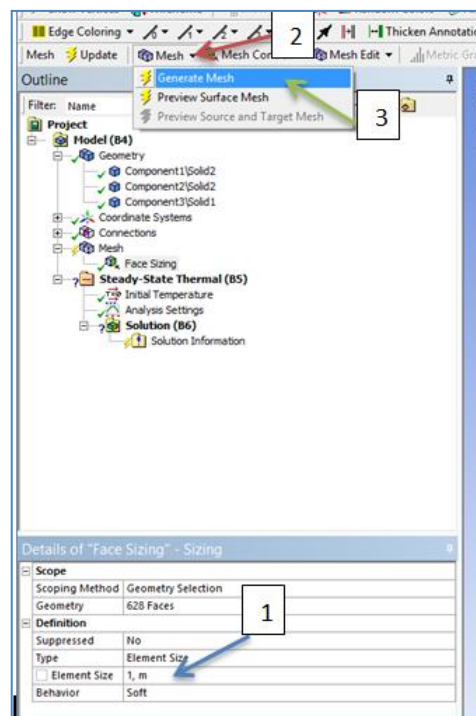 Edge Coloring
Thicken Annotatio
2
Mesh Update Mesh Mesh Con Mesh Edit Metric Gra
Outline
Generate Mesh
Filter: Name
Preview Surface Mesh
3
Project
Preview Source and Target Mesh
Model (B4)
Geometry
Component1\Solid2
Component2\Solid2
Component3\Solid1
Coordinate Systems
Connections
Mesh
Face Sizing
Steady-State Thermal (B5)
Initial Temperature
Analysis Settings
Solution (B6)
Solution Information
Details of "Face Sizing" - Sizing
Scope
Scoping Method Geometry Selection
Geometry 628 Faces
1
Definition
Suppressed No
Type Element Size
Element Size 1, m
Behavior Soft